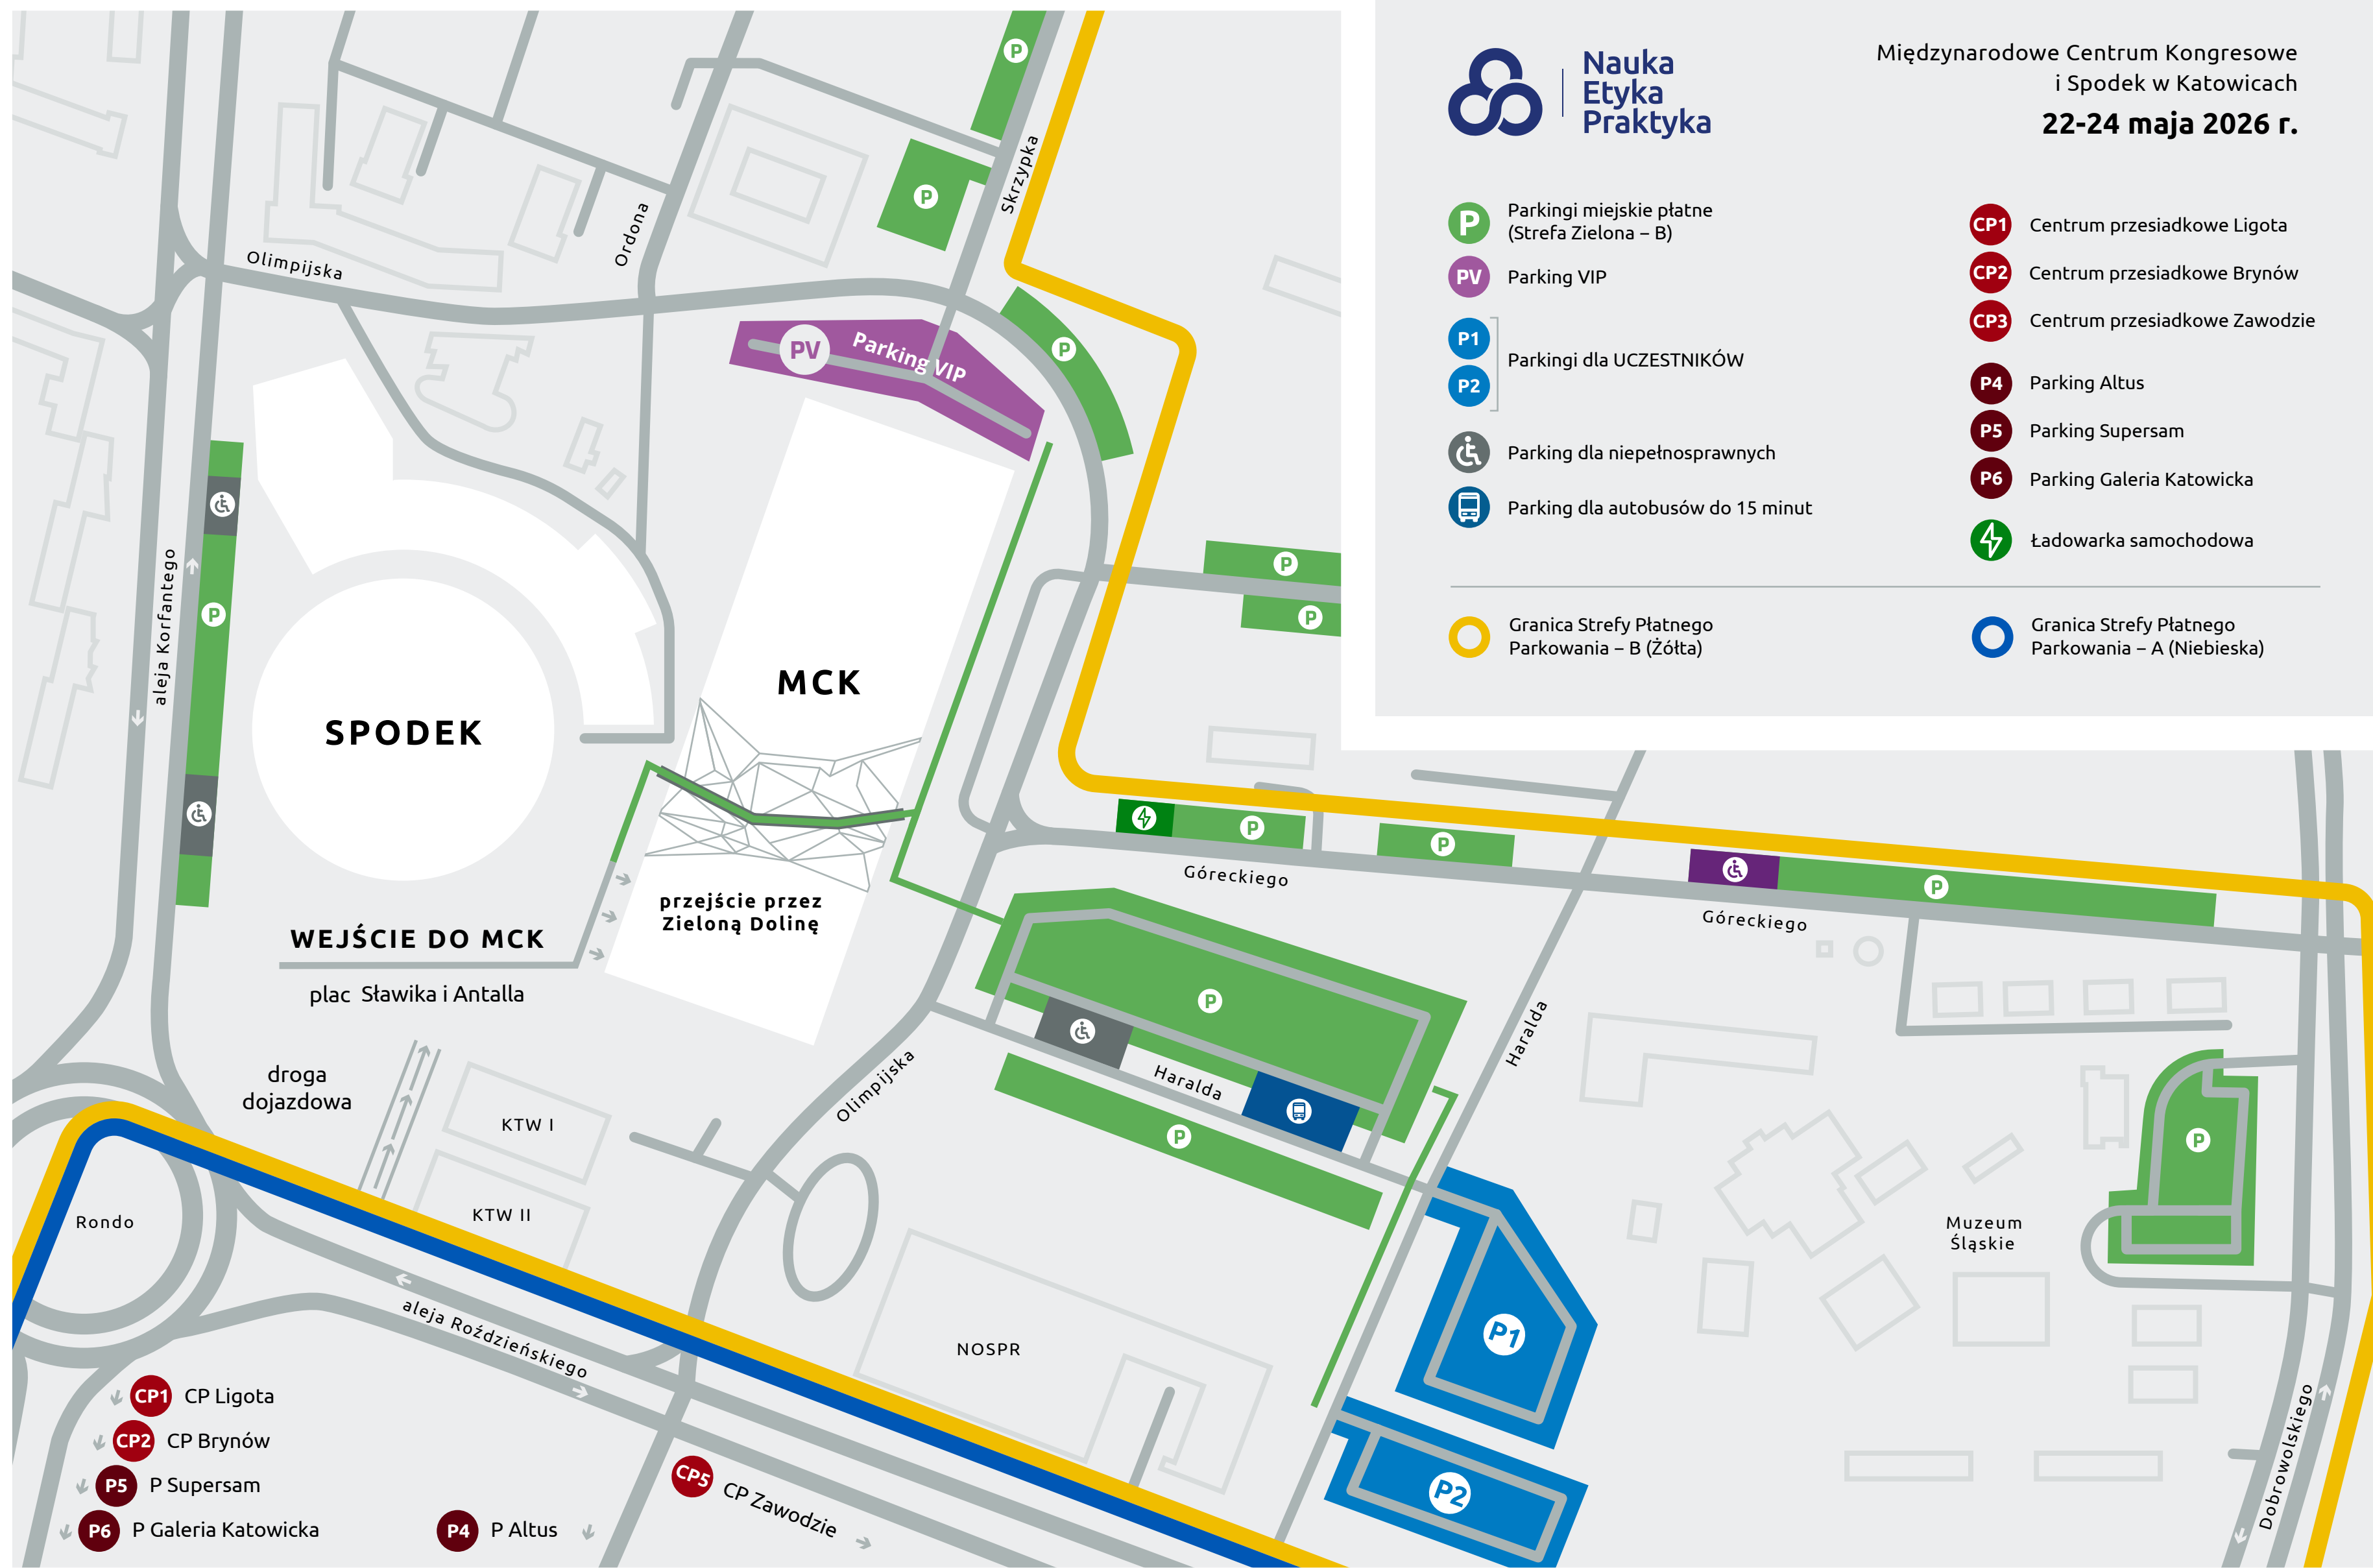 Nauka
Etyka
Praktyka
Międzynarodowe Centrum Kongresowe
i Spodek w Katowicach
22-24 maja 2026 r.
P
Parkingi miejskie płatne
(Strefa Zielona – B)
PV
Parking VIP
P1
P2
Parkingi dla UCZESTNIKÓW
Parking dla niepełnosprawnych
Parking dla autobusów do 15 minut
CP1
Centrum przesiadkowe Ligota
CP2
Centrum przesiadkowe Brynów
CP3
Centrum przesiadkowe Zawodzie
P4
Parking Altus
P5
Parking Supersam
P6
Parking Galeria Katowicka
Ładowarka samochodowa
Granica Strefy Płatnego
Parkowania – B (Żółta)
Granica Strefy Płatnego
Parkowania – A (Niebieska)
P
P
Skrzypka
Ordona
Olimpijska
PV
Parking VIP
P
P
P
P
aleja Korfantego
MCK
SPODEK
P
P
Góreckiego
P
Góreckiego
przejście przez
Zieloną Dolinę
WEJŚCIE DO MCK
plac Sławika i Antalla
P
Haralda
droga
dojazdowa
Olimpijska
Haralda
P
P
KTW I
KTW II
Rondo
Muzeum
Śląskie
aleja Roździeńskiego
NOSPR
P1
P2
Dobrowolskiego
CP1
CP Ligota
CP2
CP Brynów
P5
P Supersam
P6
P Galeria Katowicka
P4
P Altus
CP5
CP Zawodzie